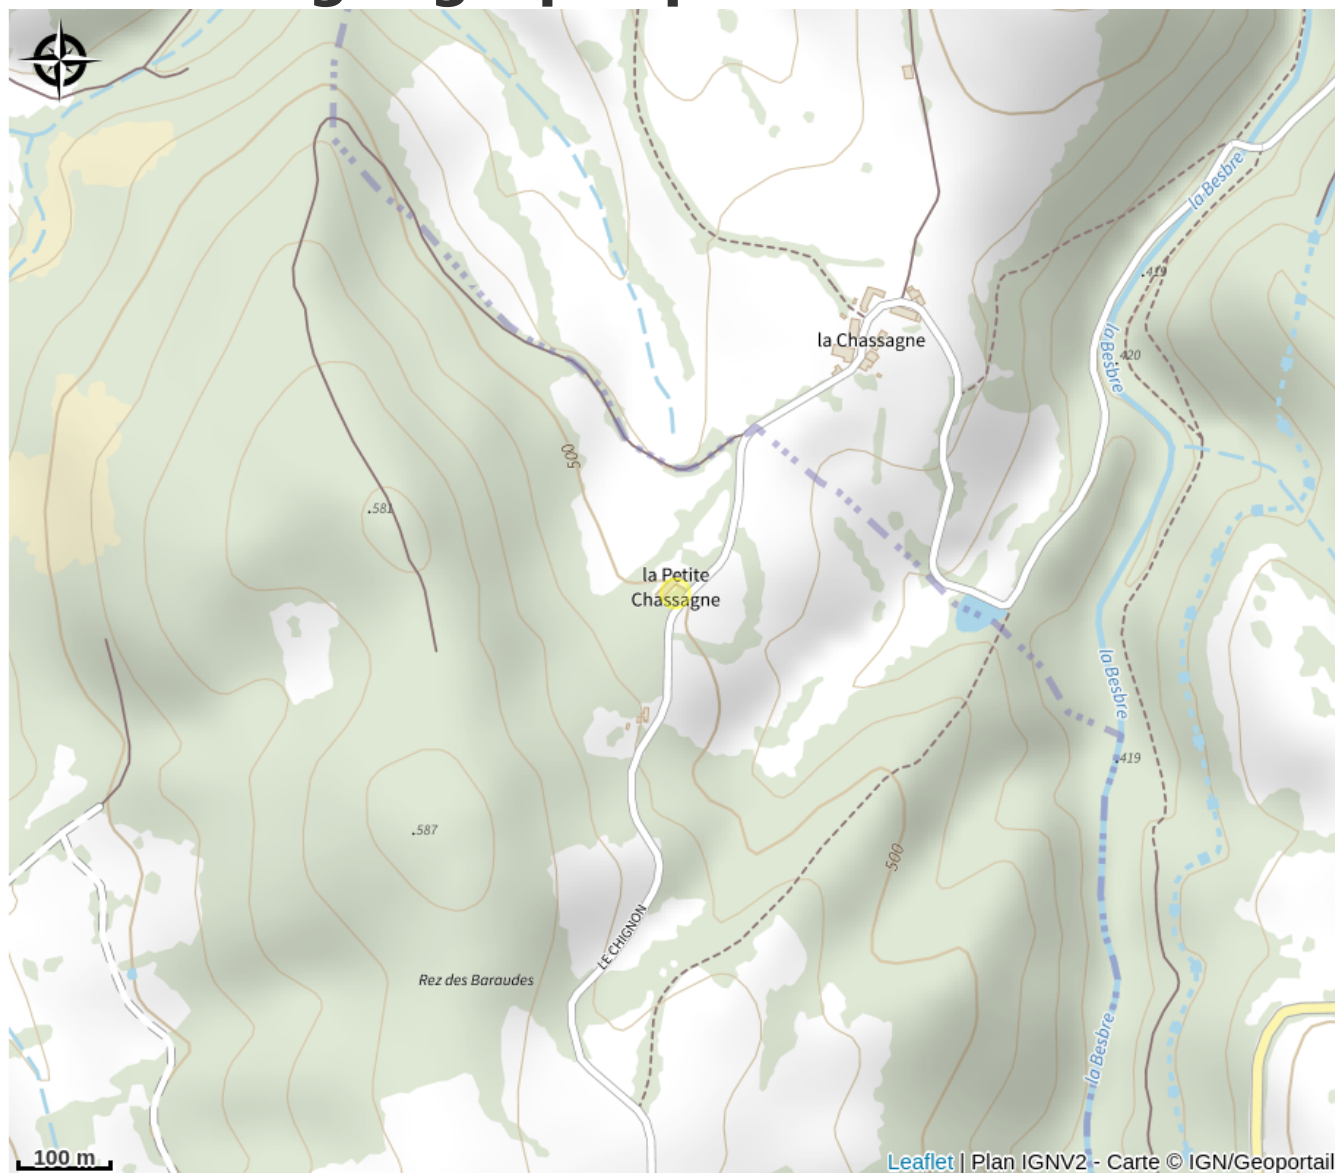 la Besbre
.419
la Chassagne
la Besbre
.420
500
.581
la Petite
Chassagne
la Besbre
.419
.587
500
LE CHIGNON
Rez des Baraudes
la Besbre
100 m
Leaflet | Plan IGNV2 - Carte © IGN/Geoportail